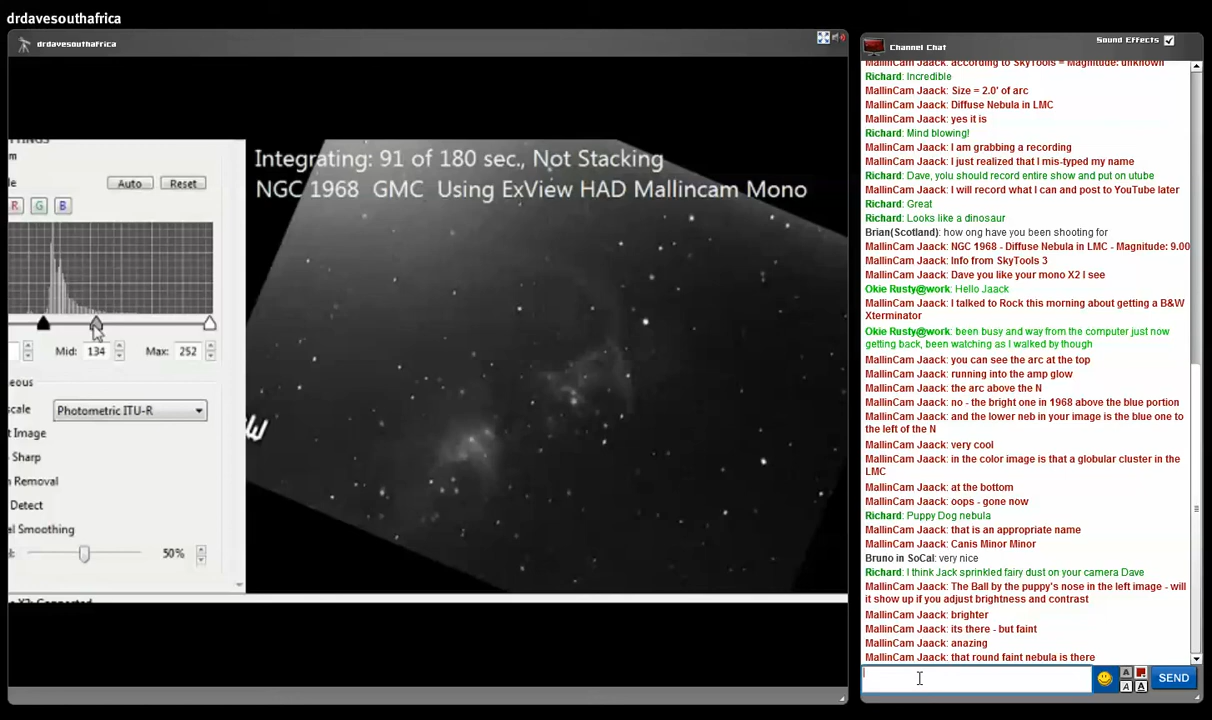 drdavesouthafrica
drdavesouthafrica
m
Auto
Reset
R
G
B
Mid: 134
Max: 252
Photometric ITU-R
t Image
Sharp
n Removal
Detect
al Smoothing
50%
Integrating: 91 of 180 sec., Not Stacking
NGC 1968 GMC Using ExView HAD Mallincam Mono
W
Channel Chat
Sound Effects
MallinCam Jaack: according to SkyTools = Magnitude: unknown
Richard: Incredible
MallinCam Jaack: Size = 2.0' of arc
MallinCam Jaack: Diffuse Nebula in LMC
MallinCam Jaack: yes it is
Richard: Mind blowing!
MallinCam Jaack: I am grabbing a recording
MallinCam Jaack: I just realized that I mis-typed my name
Richard: Dave, yolu should record entire show and put on utube
MallinCam Jaack: I will record what I can and post to YouTube later
Richard: Great
Richard: Looks like a dinosaur
Brian(Scotland): how ong have you been shooting for
MallinCam Jaack: NGC 1968 - Diffuse Nebula in LMC - Magnitude: 9.00
MallinCam Jaack: Info from SkyTools 3
MallinCam Jaack: Dave you like your mono X2 I see
Okie Rusty@work: Hello Jaack
MallinCam Jaack: I talked to Rock this morning about getting a B&W
Xterminator
Okie Rusty@work: been busy and way from the computer just now
getting back, been watching as I walked by though
MallinCam Jaack: you can see the arc at the top
MallinCam Jaack: running into the amp glow
MallinCam Jaack: the arc above the N
MallinCam Jaack: no - the bright one in 1968 above the blue portion
MallinCam Jaack: and the lower neb in your image is the blue one to
the left of the N
MallinCam Jaack: very cool
MallinCam Jaack: in the color image is that a globular cluster in the
LMC
MallinCam Jaack: at the bottom
MallinCam Jaack: oops - gone now
Richard: Puppy Dog nebula
MallinCam Jaack: that is an appropriate name
MallinCam Jaack: Canis Minor Minor
Bruno in SoCal: very nice
Richard: I think Jack sprinkled fairy dust on your camera Dave
MallinCam Jaack: The Ball by the puppy's nose in the left image - will
it show up if you adjust brightness and contrast
MallinCam Jaack: brighter
MallinCam Jaack: its there - but faint
MallinCam Jaack: anazing
MallinCam Jaack: that round faint nebula is there
A
A
A
SEND